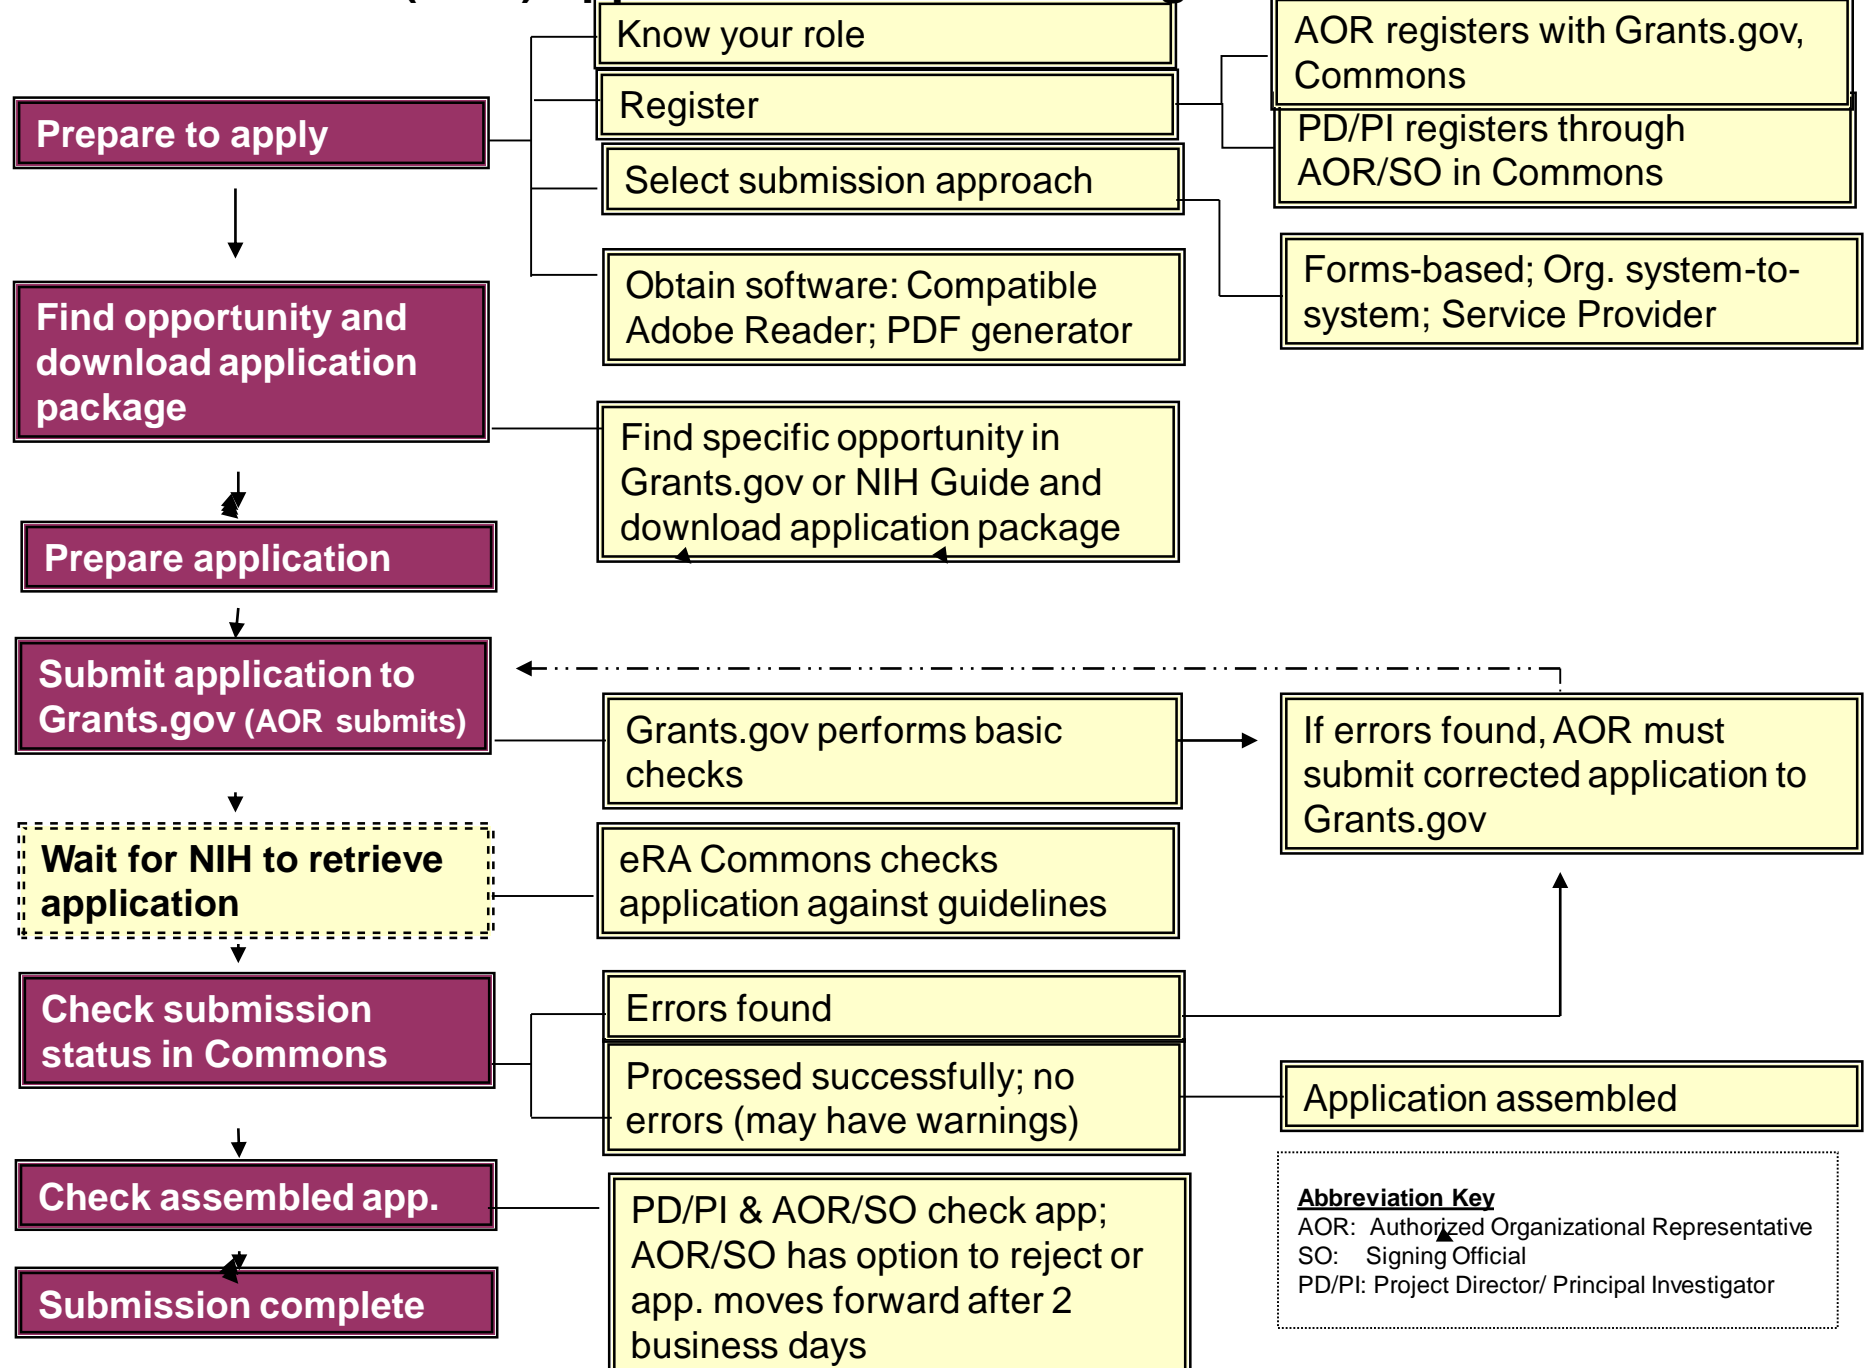 Know your role
AOR registers with Grants.gov,
Commons
Prepare to apply
Register
PD/PI registers through
AOR/SO in Commons
Select submission approach
Forms-based; Org. system-to-
system; Service Provider
Obtain software: Compatible
Adobe Reader; PDF generator
Find opportunity and
download application
package
Find specific opportunity in
Grants.gov or NIH Guide and
download application package
Prepare application
Submit application to
Grants.gov (AOR submits)
Grants.gov performs basic
checks
If errors found, AOR must
submit corrected application to
Grants.gov
Wait for NIH to retrieve
application
eRA Commons checks
application against guidelines
Check submission
status in Commons
Errors found
Processed successfully; no
errors (may have warnings)
Application assembled
Check assembled app.
PD/PI & AOR/SO check app;
AOR/SO has option to reject or
app. moves forward after 2
business days
Submission complete
Abbreviation Key
AOR: Authorized Organizational Representative
SO: Signing Official
PD/PI: Project Director/ Principal Investigator